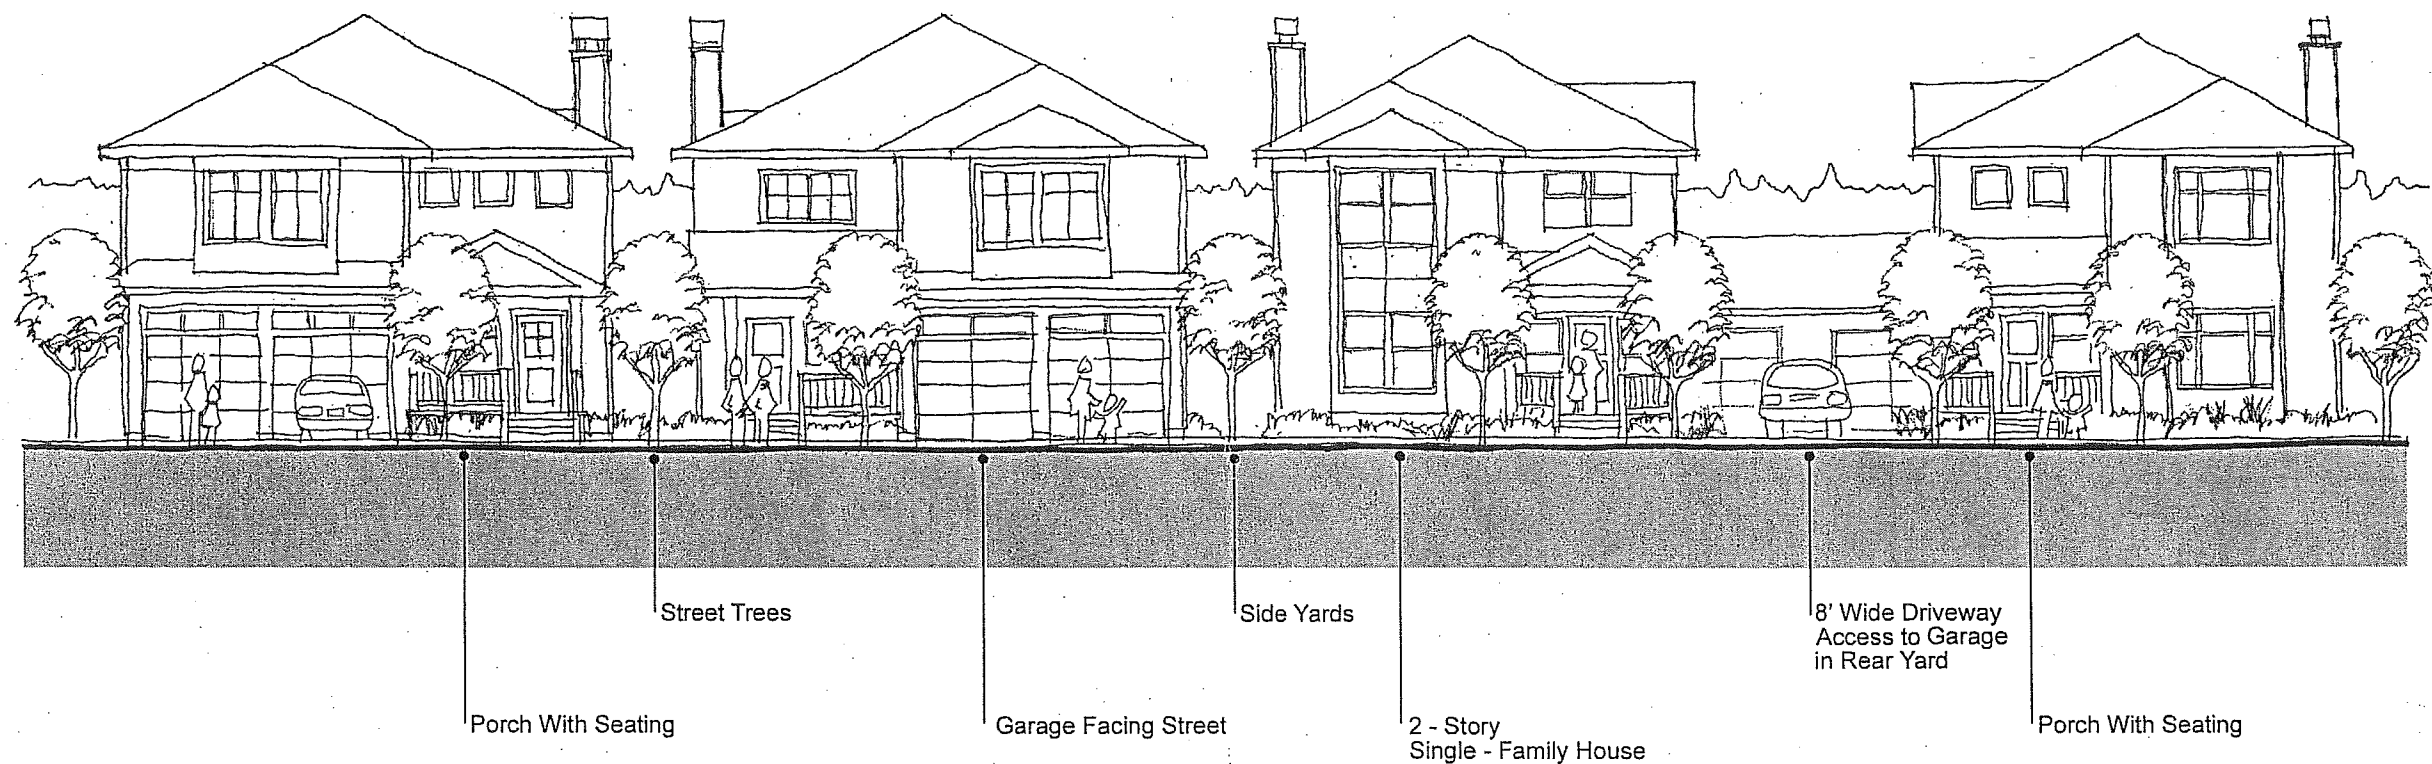 Street Trees
Side Yards
8' Wide Driveway
Access to Garage
in Rear Yard
Porch With Seating
Garage Facing Street
2 - Story
Single - Family House
Porch With Seating